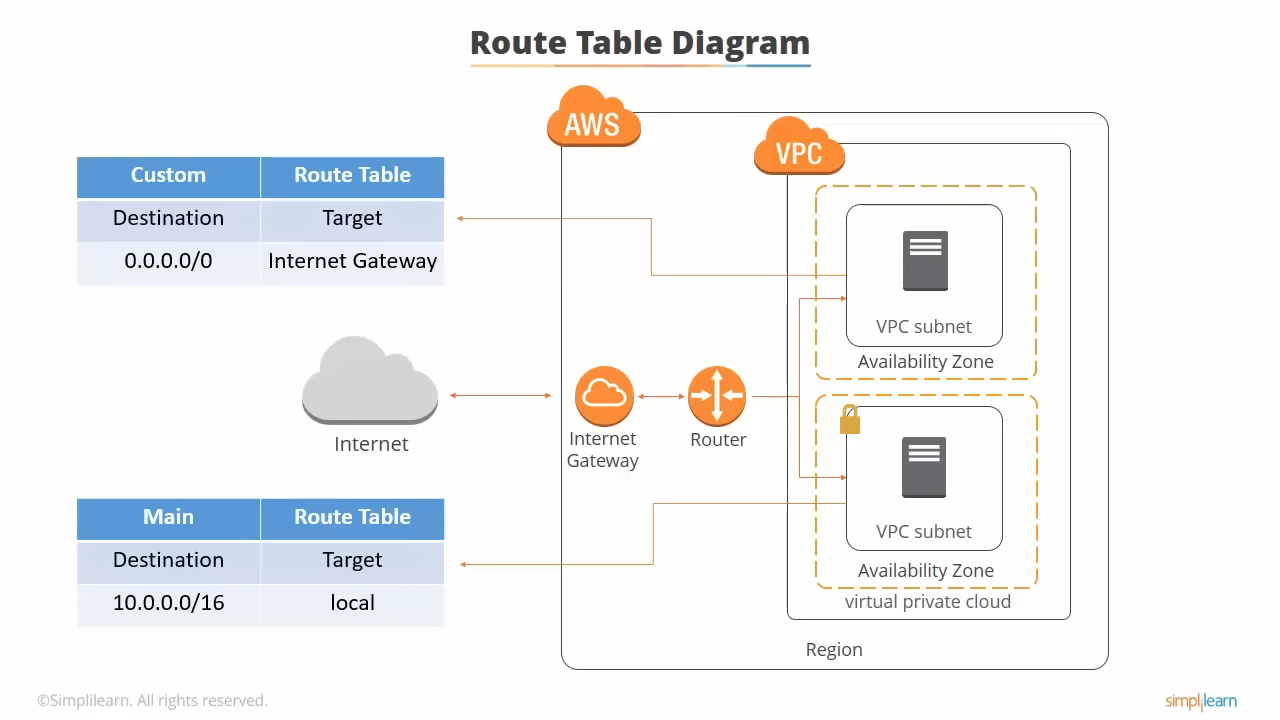 Route Table Diagram
AWS
VPC
Custom Route Table
Destination Target
0.0.0.0/0 Internet Gateway
VPC subnet
Availability Zone
Internet
Internet
Gateway
Router
Main Route Table
Destination Target
10.0.0.0/16 local
VPC subnet
Availability Zone
virtual private cloud
Region
©Simplilearn. All rights reserved.
simplilearn